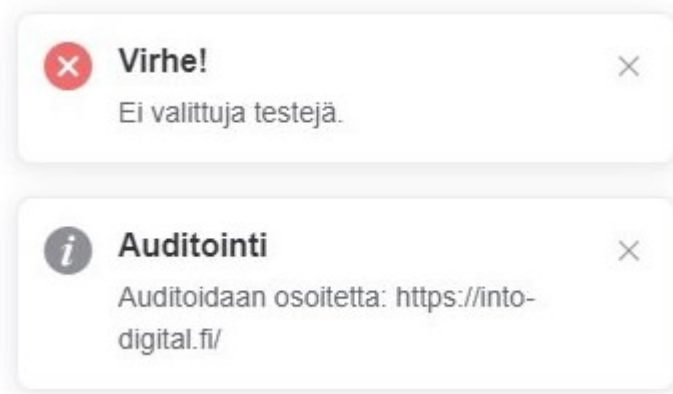 Virhe!
Ei valittuja testejä.
Auditointi
Auditoidaan osoitetta: https://into-
digital.fi/